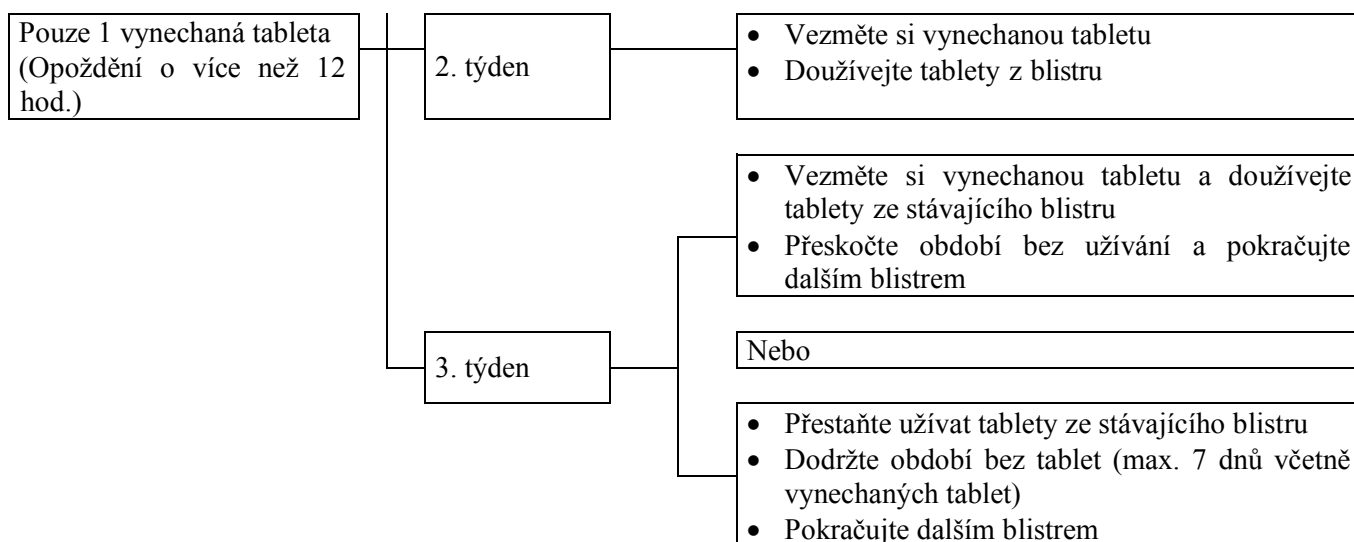 Pouze 1 vynechaná tableta
(Opoždění o více než 12
hod.)
2. týden
• Vezměte si vynechanou tabletu
• Doužívejte tablety z blistru
• Vezměte si vynechanou tabletu a doužívejte
tablety ze stávajícího blistru
• Přeskočte období bez užívání a pokračujte
dalším blistrem
3. týden
Nebo
• Přestaňte užívat tablety ze stávajícího blistru
• Dodržte období bez tablet (max. 7 dnů včetně
vynechaných tablet)
• Pokračujte dalším blistrem